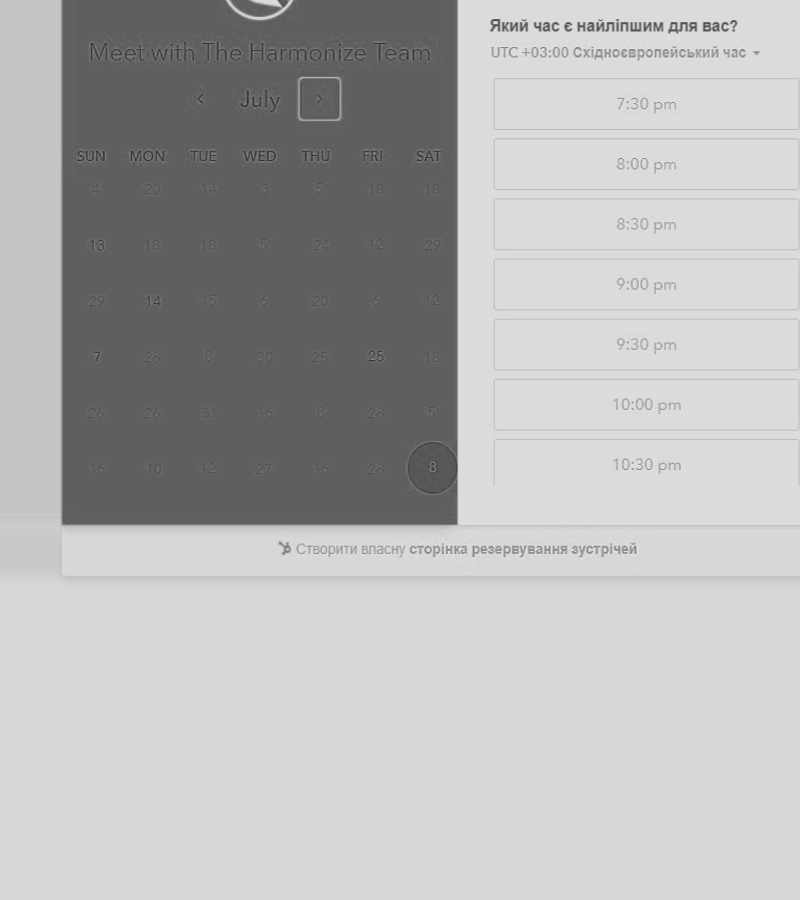 Meet with The Harmonize Team
July
SUN MON TUE WED THU FRI SAT
4 20 14 3 5 18 18
13 18 18 5 24 12 29
29 14 15 6 20 6 12
7 28 8 30 25 25 18
26 26 31 16 8 28 5
16 10 12 27 16 28 8
Який час є найліпшим для вас?
UTC +03:00 Східноєвропейський час
7:30 pm
8:00 pm
8:30 pm
9:00 pm
9:30 pm
10:00 pm
10:30 pm
Створити власну сторінка резервування зустрічей